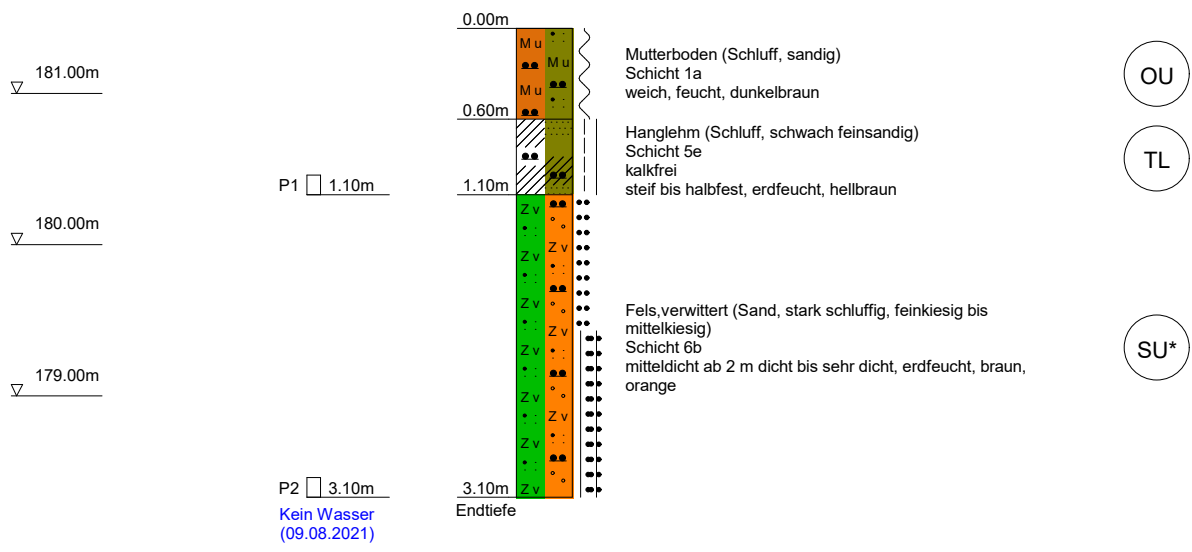 0.00m
M u
M u
M u
181.00m
Mutterboden (Schluff, sandig)
Schicht 1a
weich, feucht, dunkelbraun
OU
0.60m
Hanglehm (Schluff, schwach feinsandig)
Schicht 5e
kalkfrei
steif bis halbfest, erdfeucht, hellbraun
TL
P1 1.10m
1.10m
180.00m
Z v
Z v
Z v
Z v
Z v
Z v
Z v
Z v
Z v
Z v
Fels,verwittert (Sand, stark schluffig, feinkiesig bis
mittelkiesig)
Schicht 6b
mitteldicht ab 2 m dicht bis sehr dicht, erdfeucht, braun,
orange
SU*
179.00m
P2 3.10m
3.10m
Kein Wasser
(09.08.2021)
Endtiefe